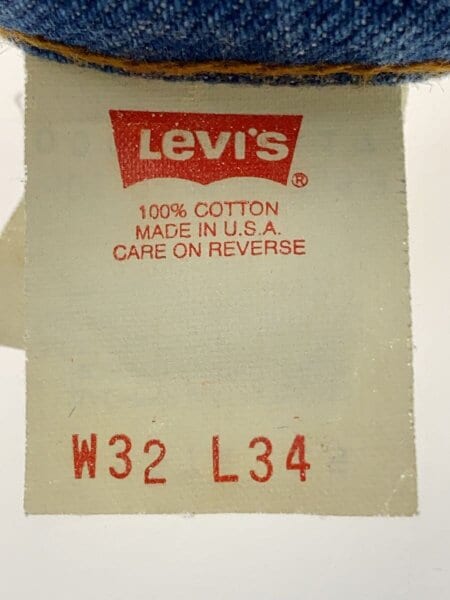 Levi's ®
100% COTTON
MADE IN U.S.A.
CARE ON REVERSE
W32 L34